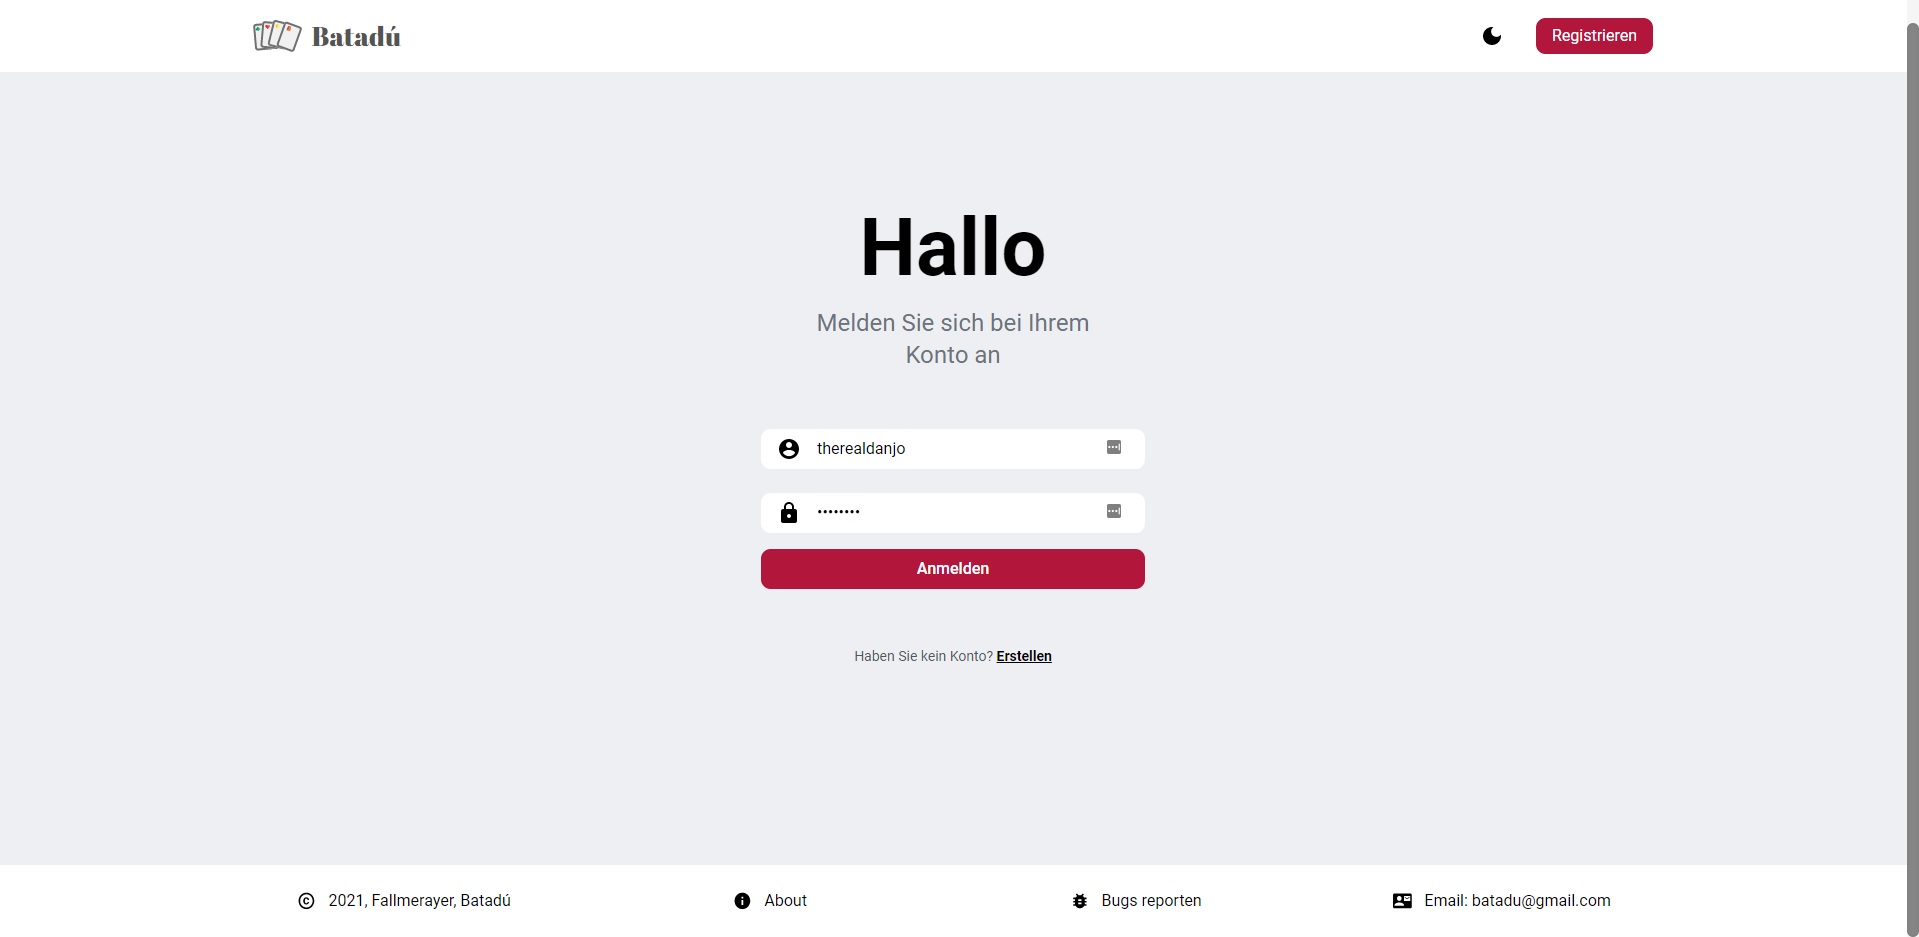 Batadú
Registrieren
Hallo
Melden Sie sich bei Ihrem
Konto an
therealdanjo
••••••••
Anmelden
Haben Sie kein Konto? Erstellen
2021, Fallmerayer, Batadú
About
Bugs reporten
Email: batadu@gmail.com